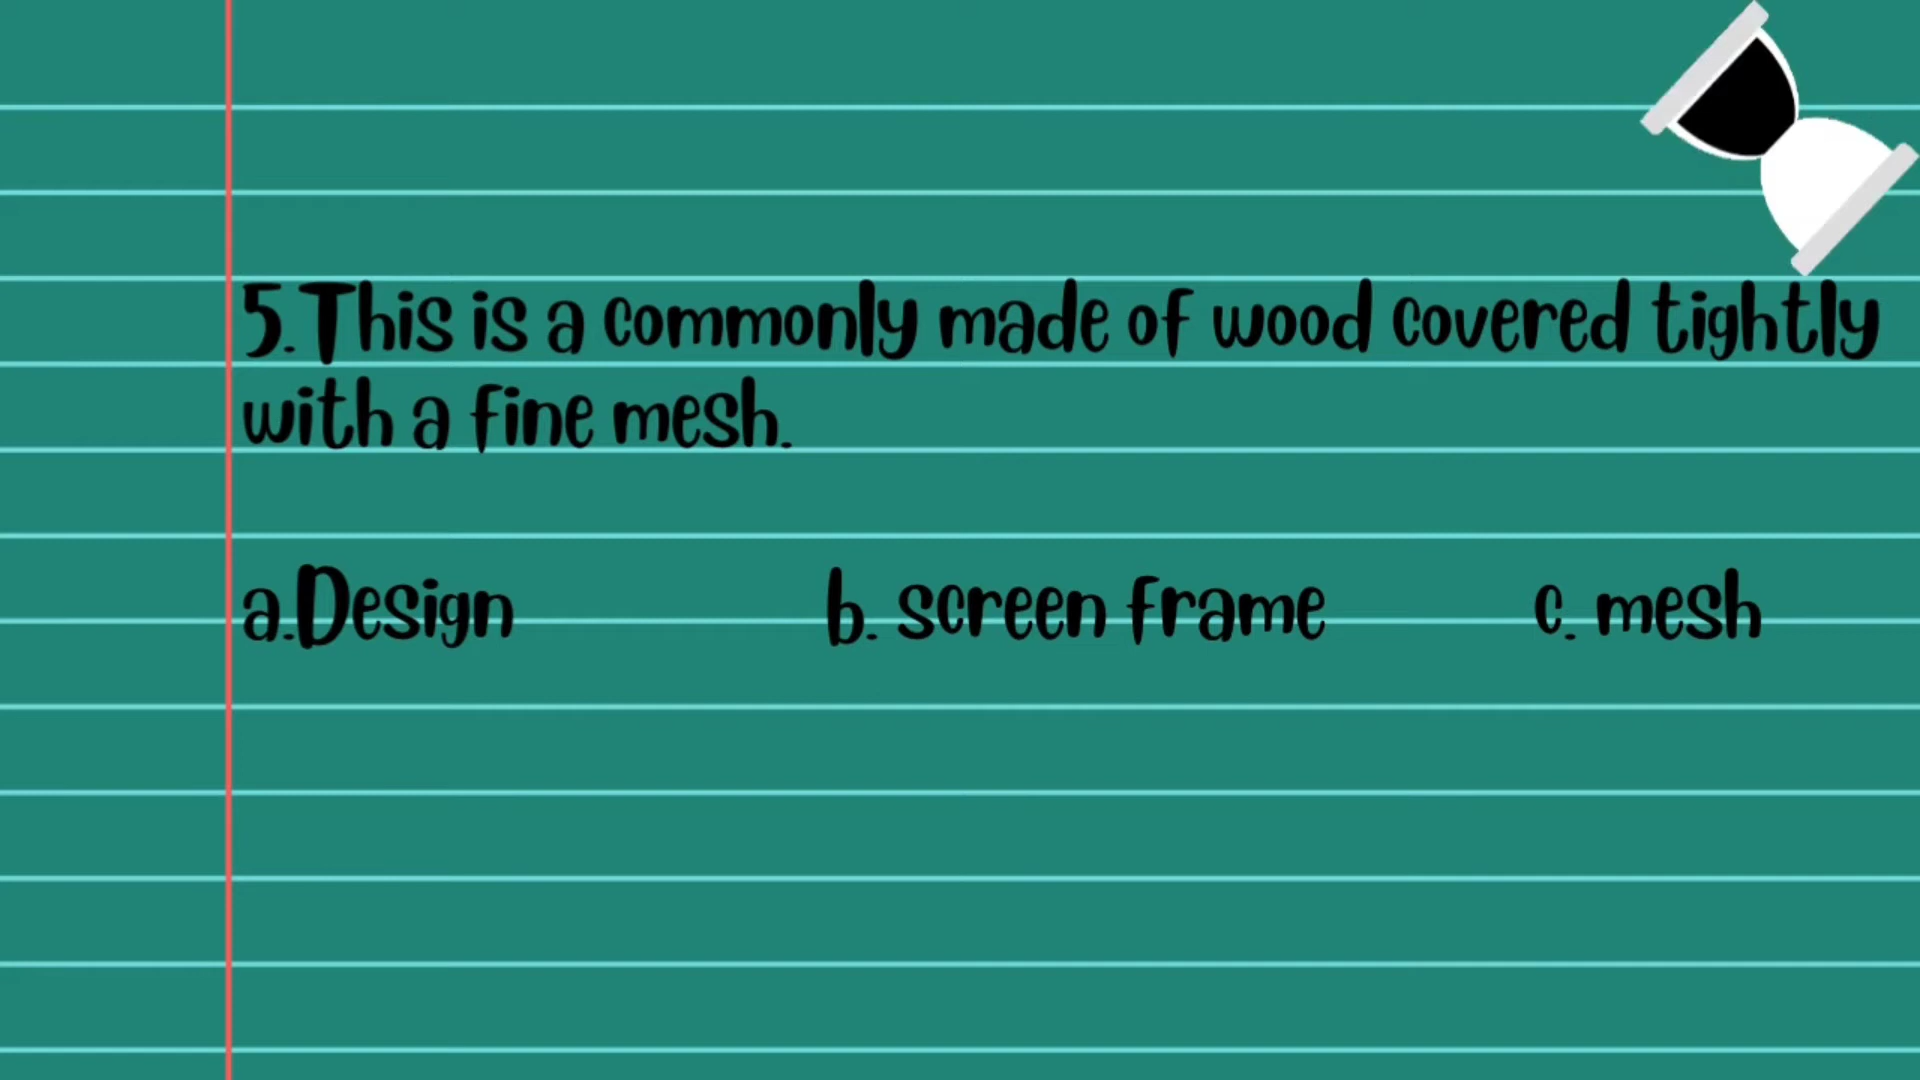 5.This is a commonly made of wood covered tightly
with a fine mesh.
a.Design b. screen frame c. mesh